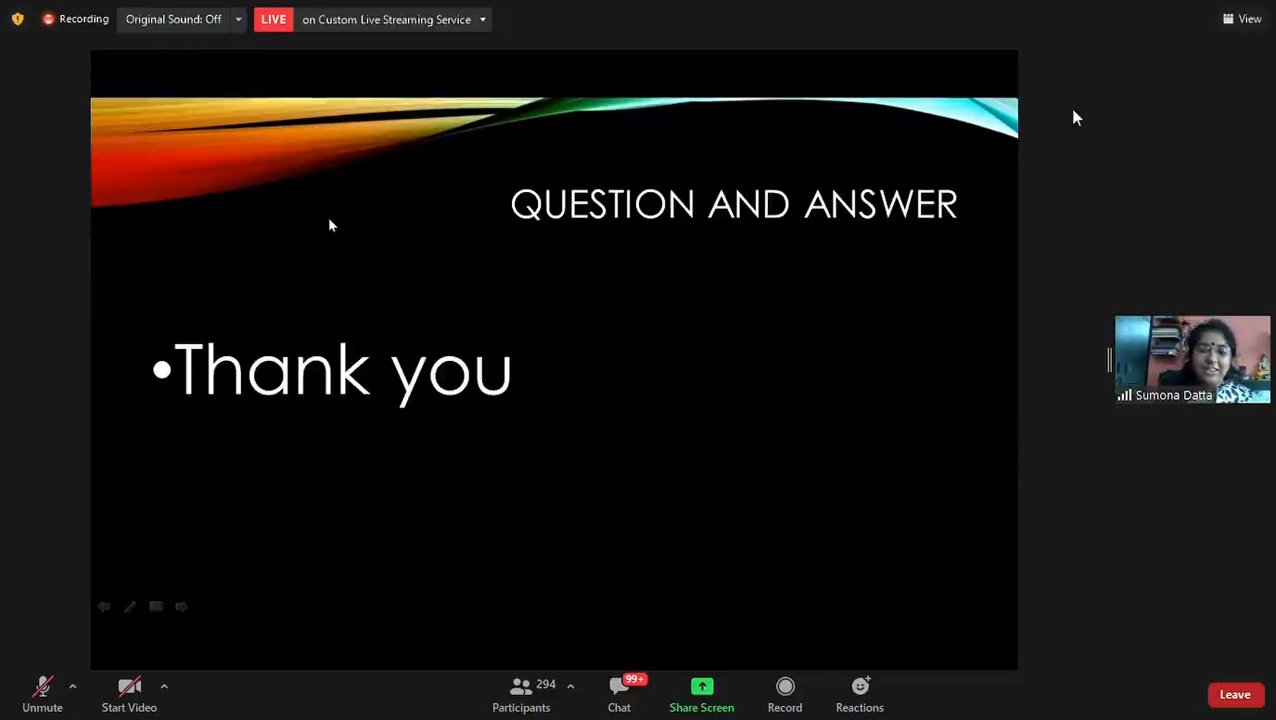 Recording
Original Sound: Off
LIVE on Custom Live Streaming Service
View
QUESTION AND ANSWER
•Thank you
Sumona Datta
Unmute
Start Video
294
Participants
99+
Chat
Share Screen
Record
Reactions
Leave